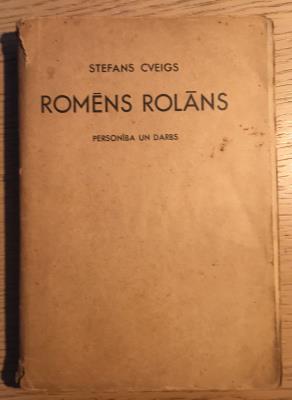 STEFANS CVEIGS
ROMĒNS ROLĀNS
PERSONĪBA UN DARBS